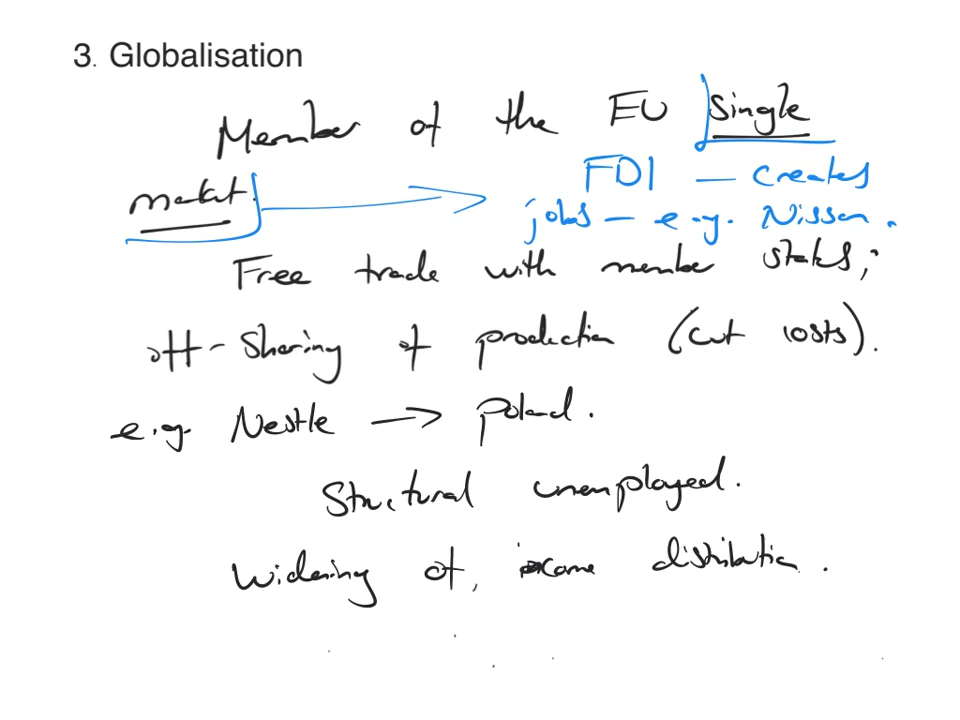 3. Globalisation
Member of the EU single
market. → FDI — creates
jobs — e.g. Nissan.
Free trade with member states;
off-shoring of production (cut costs).
e.g. Nestle → Poland.
Structural unemployed.
Widening of, income distribution.